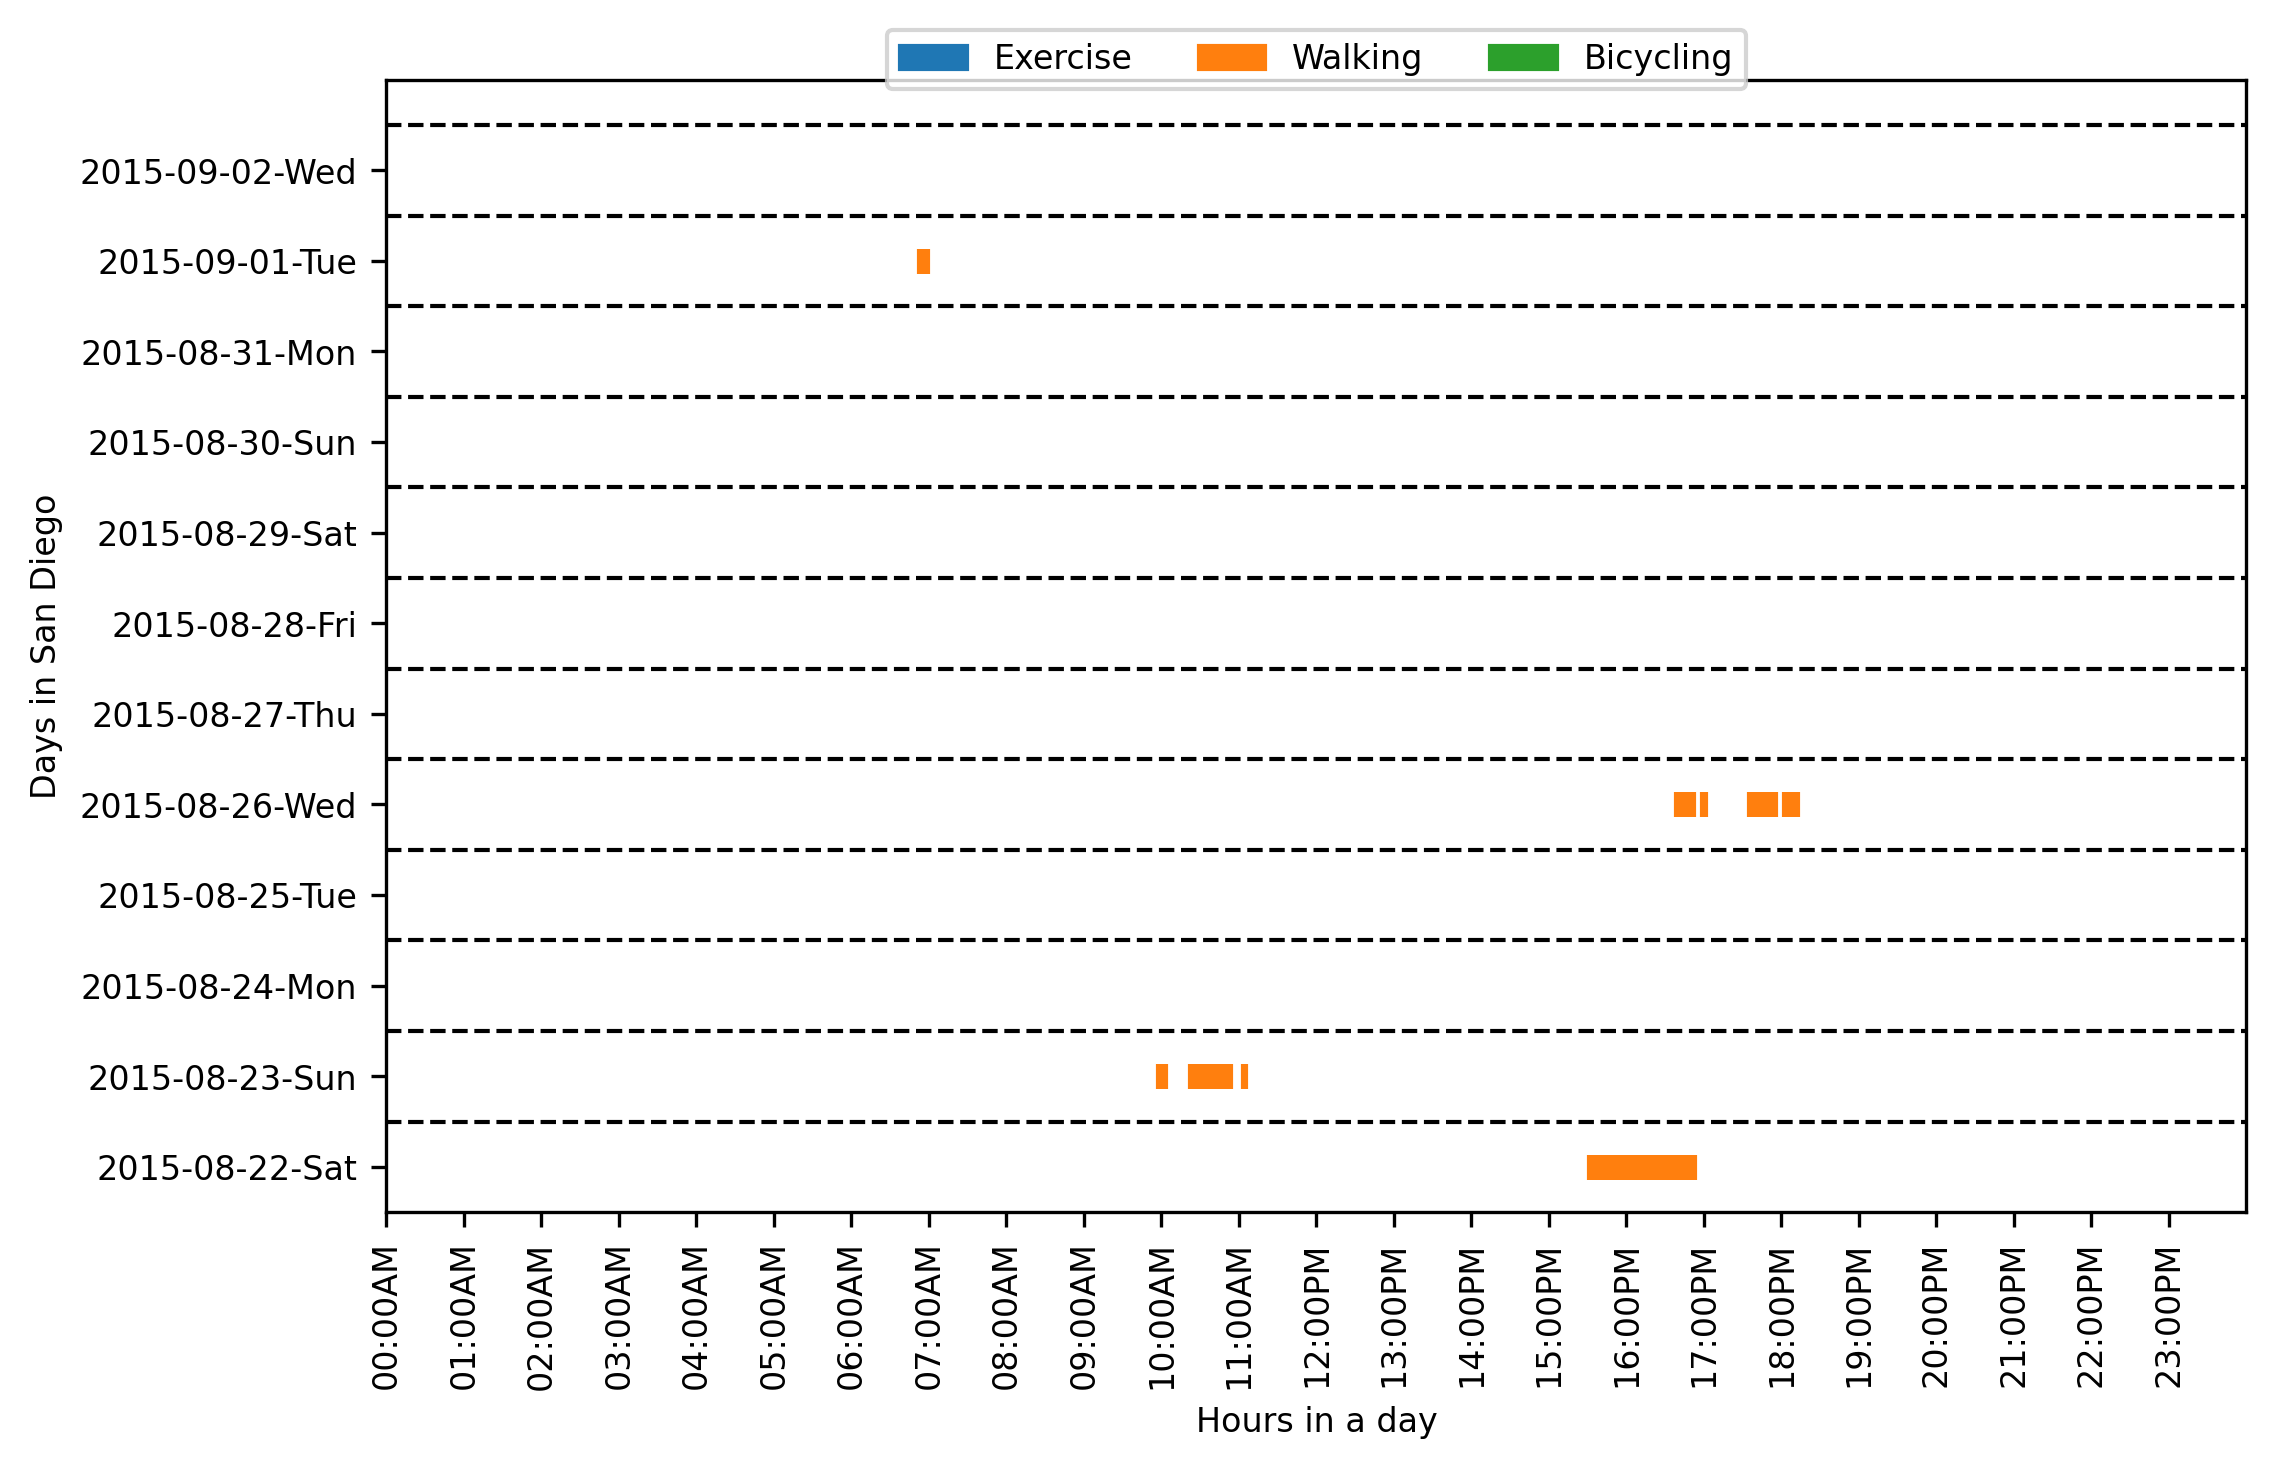 Exercise Walking Bicycling
2015-09-02-Wed
2015-09-01-Tue
2015-08-31-Mon
2015-08-30-Sun
2015-08-29-Sat
2015-08-28-Fri
2015-08-27-Thu
2015-08-26-Wed
2015-08-25-Tue
2015-08-24-Mon
2015-08-23-Sun
2015-08-22-Sat
Days in San Diego
00:00AM
01:00AM
02:00AM
03:00AM
04:00AM
05:00AM
06:00AM
07:00AM
08:00AM
09:00AM
10:00AM
11:00AM
12:00PM
13:00PM
14:00PM
15:00PM
16:00PM
17:00PM
18:00PM
19:00PM
20:00PM
21:00PM
22:00PM
23:00PM
Hours in a day